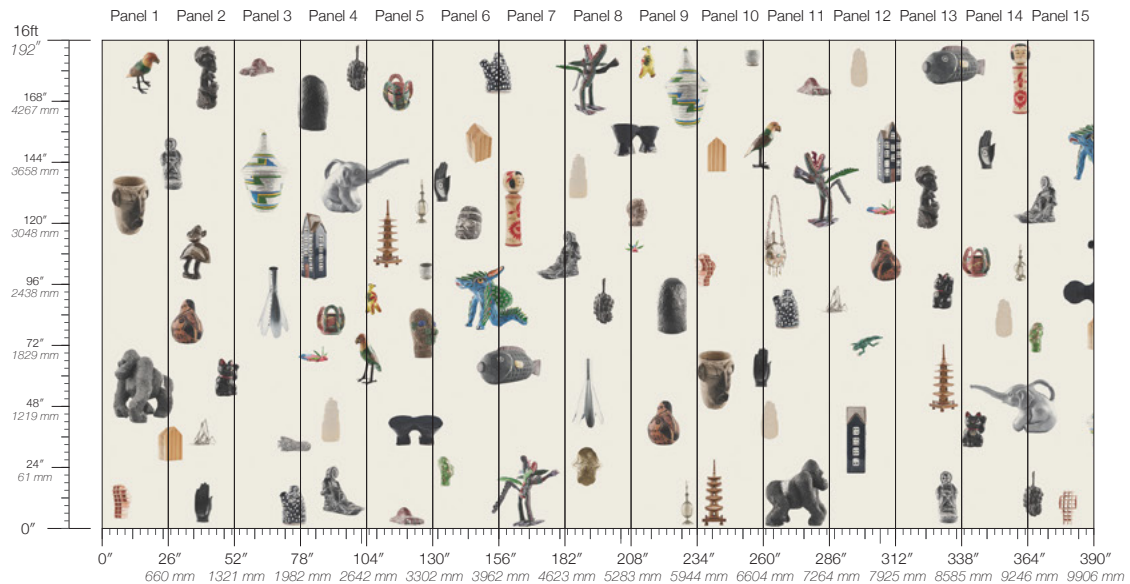 Panel 1 Panel 2 Panel 3 Panel 4 Panel 5 Panel 6 Panel 7 Panel 8 Panel 9 Panel 10 Panel 11 Panel 12 Panel 13 Panel 14 Panel 15
16ft
192″
168″
4267 mm
144″
3658 mm
120″
3048 mm
96″
2438 mm
72″
1829 mm
48″
1219 mm
24″
61 mm
0″
0″ 26″ 52″ 78″ 104″ 130″ 156″ 182″ 208″ 234″ 260″ 286″ 312″ 338″ 364″ 390″
660 mm 1321 mm 1982 mm 2642 mm 3302 mm 3962 mm 4623 mm 5283 mm 5944 mm 6604 mm 7264 mm 7925 mm 8585 mm 9246 mm 9906 mm